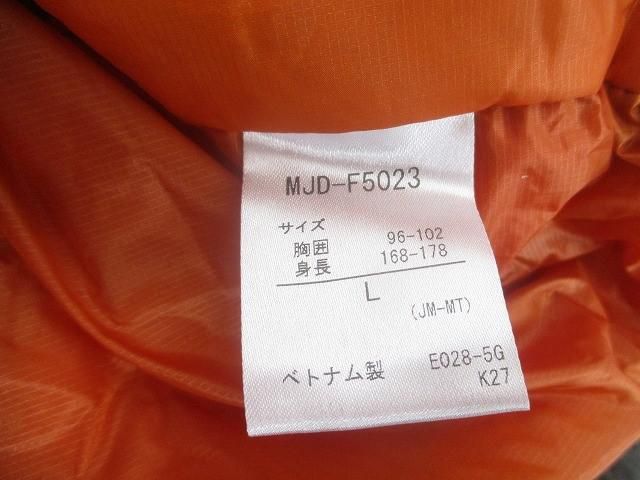 MJD-F5023
サイズ
胸囲 96-102
身長 168-178
L
(JM-MT)
ベトナム製 E028-5G
K27